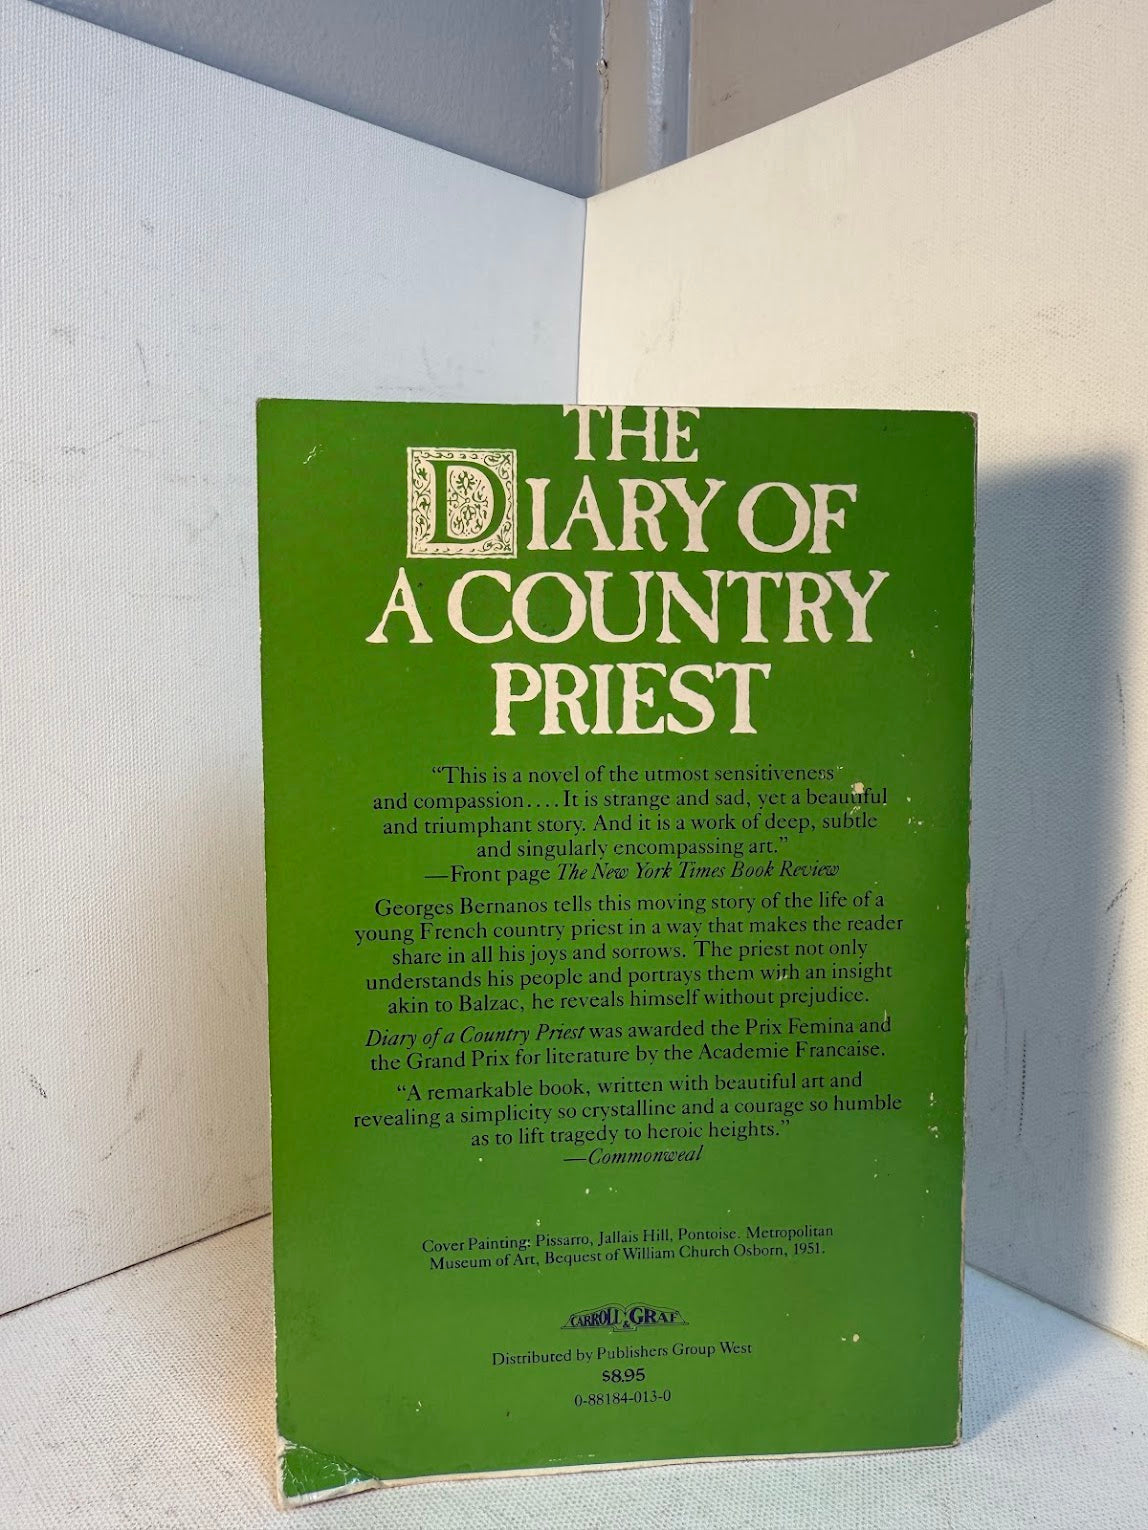 THE
DIARY OF
A COUNTRY
PRIEST
“This is a novel of the utmost sensitiveness
and compassion.... It is strange and sad, yet a beautiful
and triumphant story. And it is a work of deep, subtle
and singularly encompassing art.”
—Front page The New York Times Book Review
Georges Bernanos tells this moving story of the life of a
young French country priest in a way that makes the reader
share in all his joys and sorrows. The priest not only
understands his people and portrays them with an insight
akin to Balzac, he reveals himself without prejudice.
Diary of a Country Priest was awarded the Prix Femina and
the Grand Prix for literature by the Academie Francaise.
“A remarkable book, written with beautiful art and
revealing a simplicity so crystalline and a courage so humble
as to lift tragedy to heroic heights.”
—Commonweal
Cover Painting: Pissarro, Jallais Hill, Pontoise. Metropolitan
Museum of Art, Bequest of William Church Osborn, 1951.
CARROLL & GRAF
Distributed by Publishers Group West
$8.95
0-88184-013-0